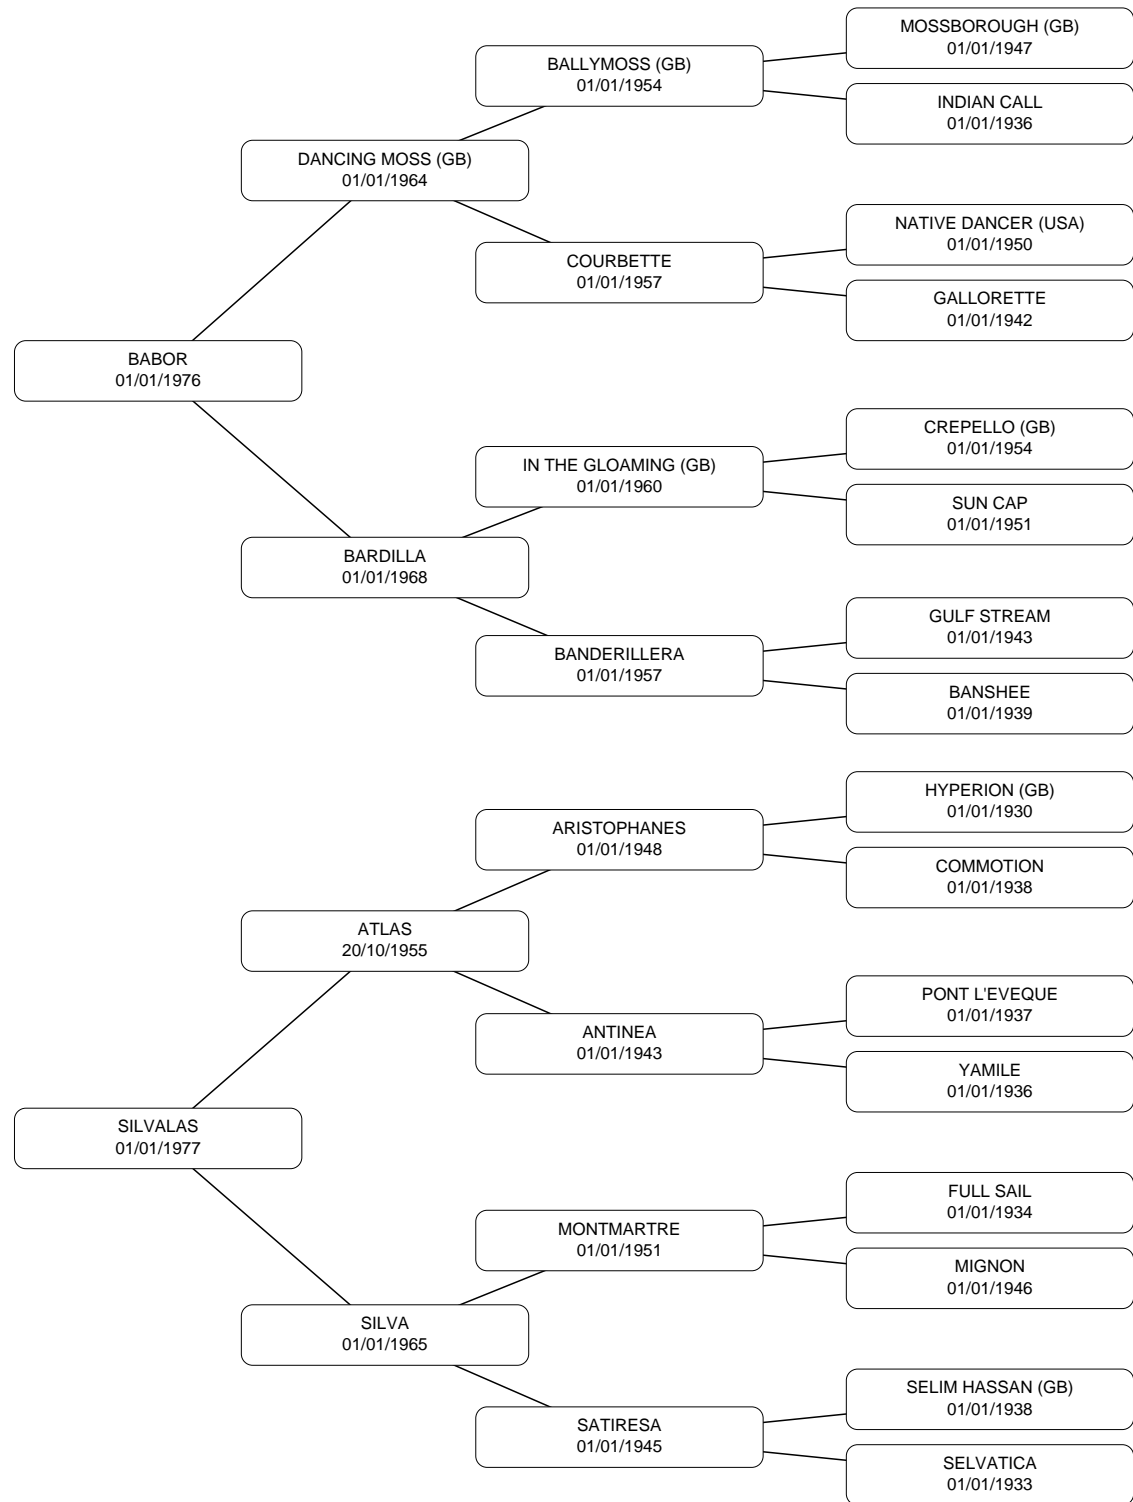 MOSSBOROUGH (GB)
01/01/1947
BALLYMOSS (GB)
01/01/1954
INDIAN CALL
01/01/1936
DANCING MOSS (GB)
01/01/1964
NATIVE DANCER (USA)
01/01/1950
COURBETTE
01/01/1957
GALLORETTE
01/01/1942
BABOR
01/01/1976
CREPELLO (GB)
01/01/1954
IN THE GLOAMING (GB)
01/01/1960
SUN CAP
01/01/1951
BARDILLA
01/01/1968
GULF STREAM
01/01/1943
BANDERILLERA
01/01/1957
BANSHEE
01/01/1939
HYPERION (GB)
01/01/1930
ARISTOPHANES
01/01/1948
COMMOTION
01/01/1938
ATLAS
20/10/1955
PONT L'EVEQUE
01/01/1937
ANTINEA
01/01/1943
YAMILE
01/01/1936
SILVALAS
01/01/1977
FULL SAIL
01/01/1934
MONTMARTRE
01/01/1951
MIGNON
01/01/1946
SILVA
01/01/1965
SELIM HASSAN (GB)
01/01/1938
SATIRESA
01/01/1945
SELVATICA
01/01/1933